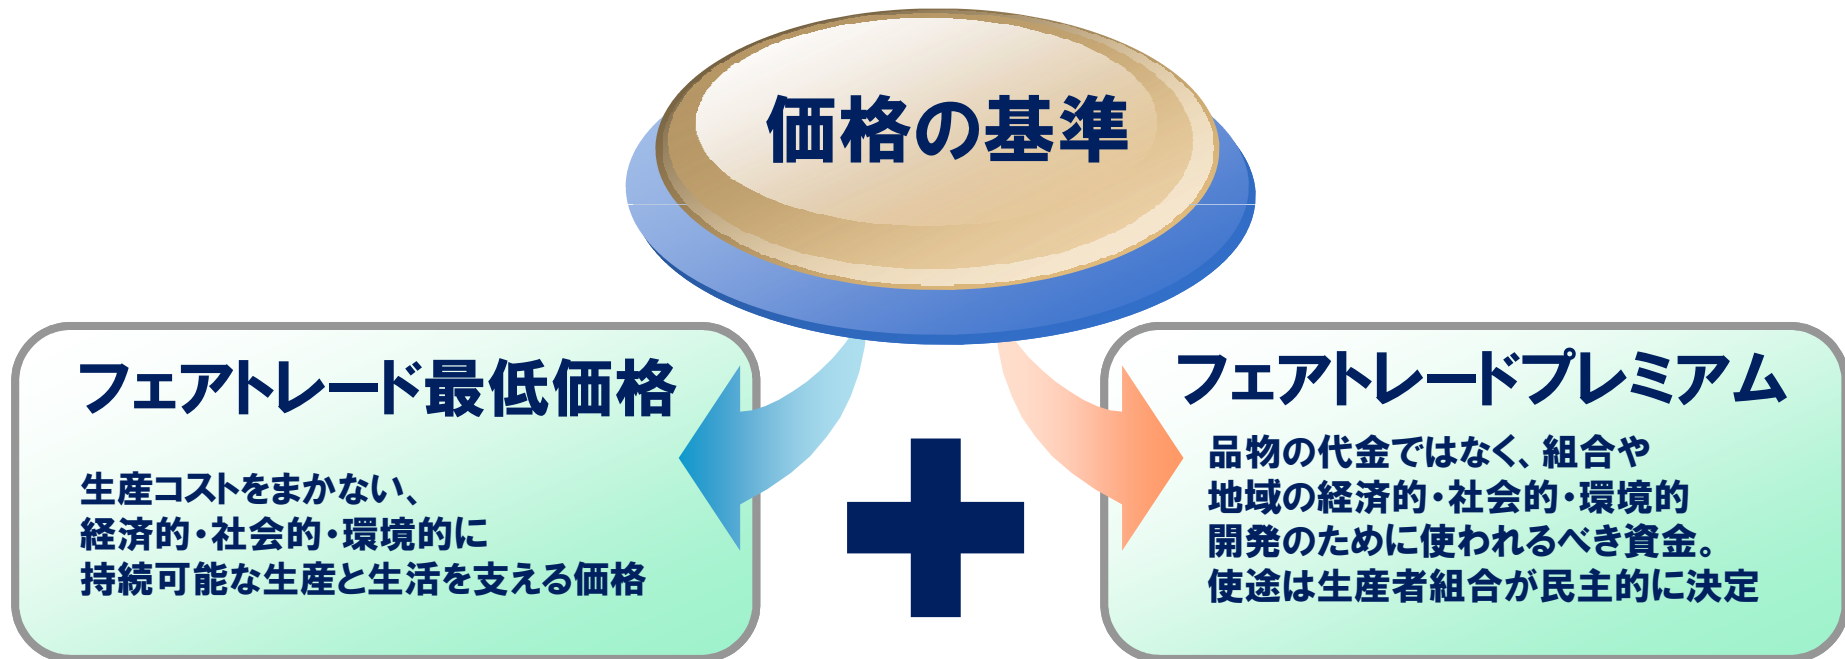 価格の基準
フェアトレード最低価格
生産コストをまかない、
経済的・社会的・環境的に
持続可能な生産と生活を支える価格
フェアトレードプレミアム
品物の代金ではなく、組合や
地域の経済的・社会的・環境的
開発のために使われるべき資金。
使途は生産者組合が民主的に決定